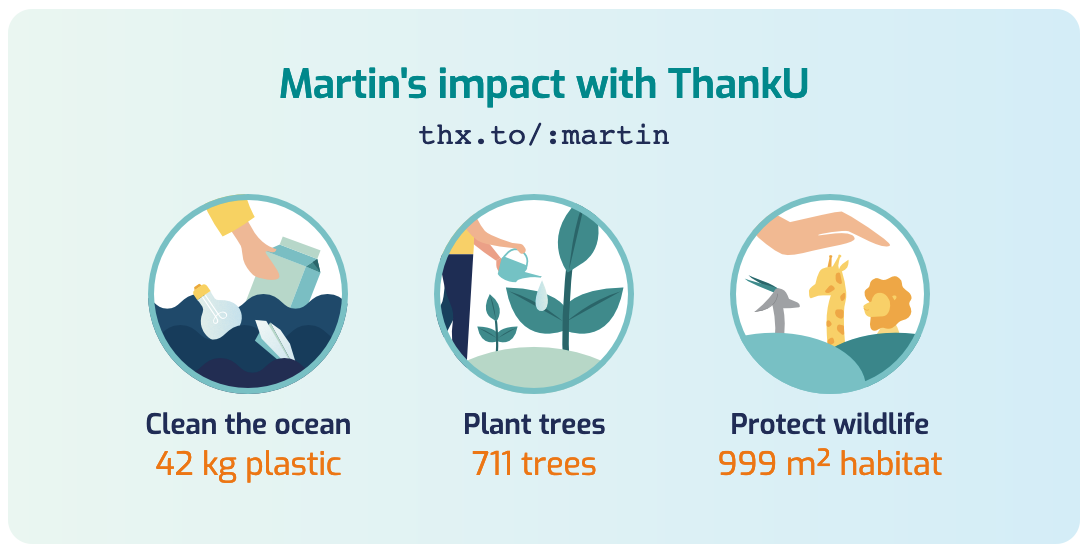 Martin's impact with ThankU
thx.to/:martin
Clean the ocean
42 kg plastic
Plant trees
711 trees
Protect wildlife
999 m² habitat